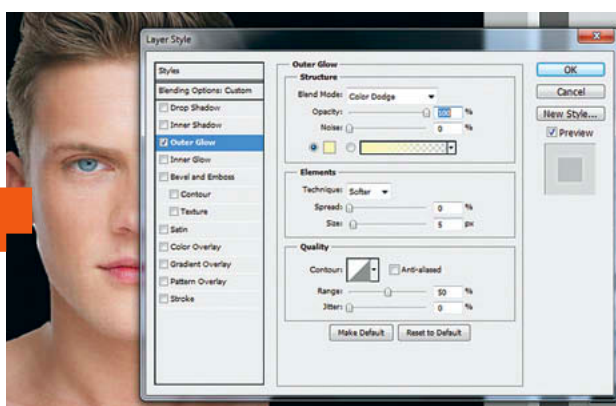 Layer Style
Styles
Blending Options: Custom
Drop Shadow
Inner Shadow
Outer Glow
Inner Glow
Bevel and Emboss
Contour
Texture
Satin
Color Overlay
Gradient Overlay
Pattern Overlay
Stroke
Outer Glow
Structure
Blend Mode: Color Dodge
Opacity: 100 %
Noise: 0 %
Elements
Technique: Softer
Spread: 0 %
Size: 5 px
Quality
Contour: Anti-aliased
Range: 50 %
Jitter: 0 %
Make Default Reset to Default
OK
Cancel
New Style...
Preview